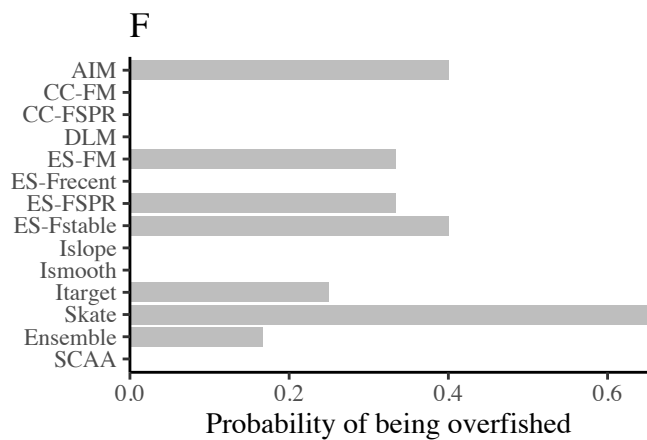 F
AIM
CC-FM
CC-FSPR
DLM
ES-FM
ES-Frecent
ES-FSPR
ES-Fstable
Islope
Ismooth
Itarget
Skate
Ensemble
SCAA
0.0 0.2 0.4 0.6
Probability of being overfished